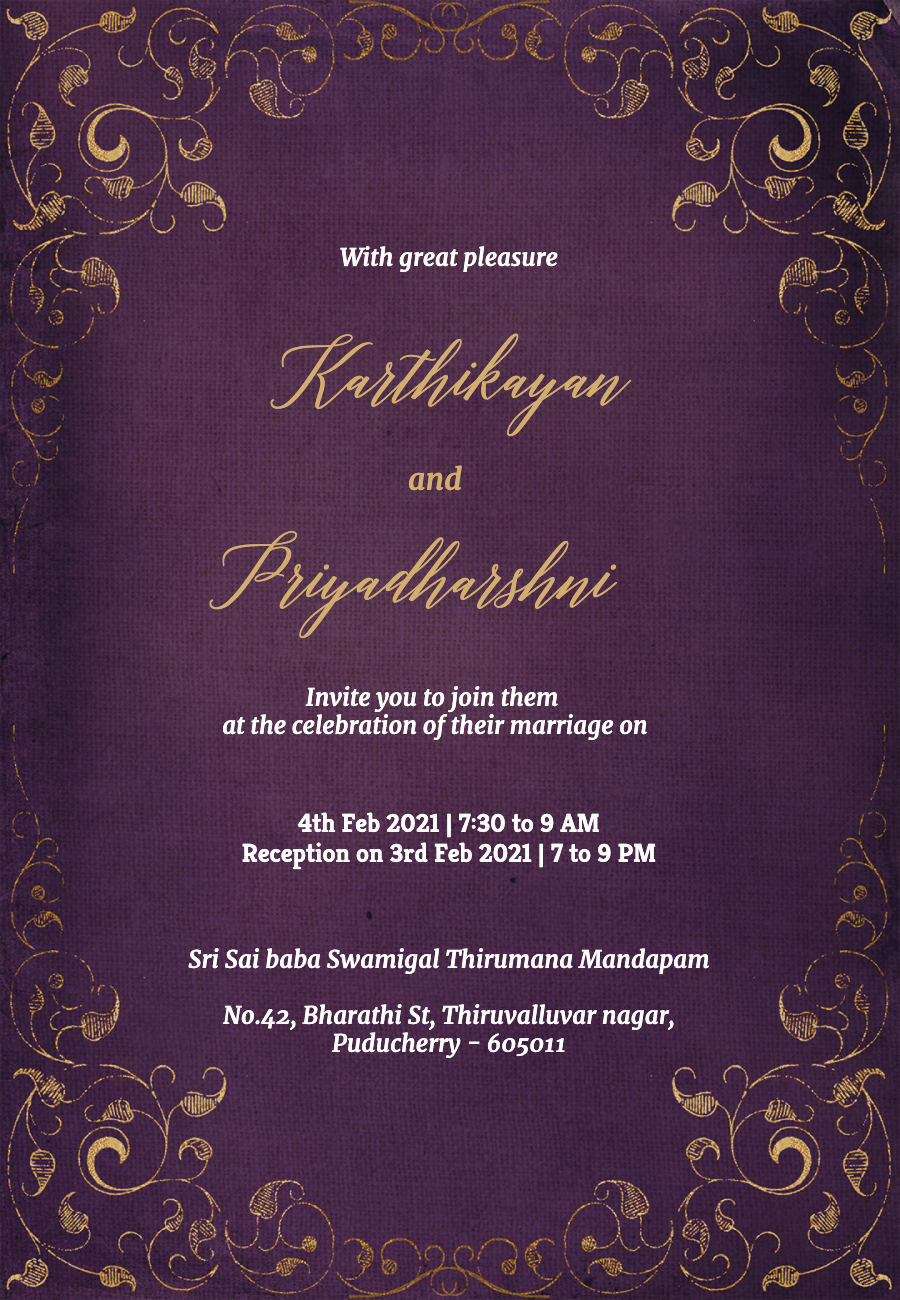 With great pleasure
Karthikayan
and
Priyadharshni
Invite you to join them
at the celebration of their marriage on
4th Feb 2021 | 7:30 to 9 AM
Reception on 3rd Feb 2021 | 7 to 9 PM
Sri Sai baba Swamigal Thirumana Mandapam
No.42, Bharathi St, Thiruvalluvar nagar,
Puducherry - 605011